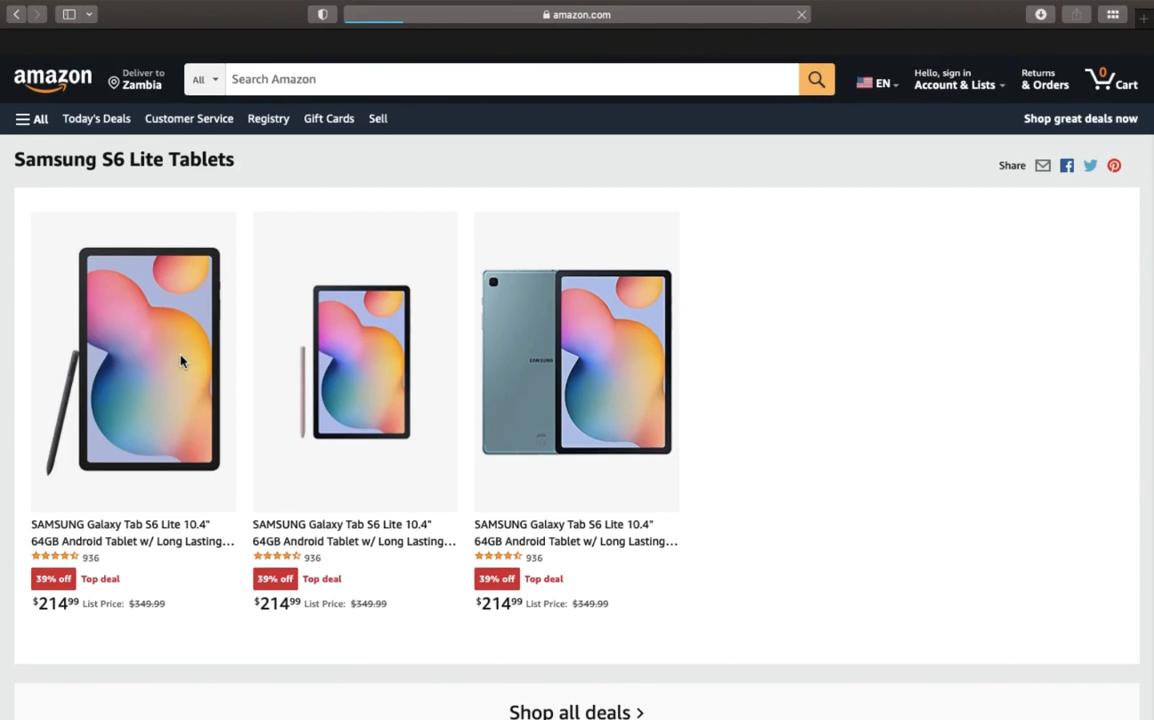 amazon.com
amazon
Deliver to
Zambia
All
Search Amazon
EN
Hello, sign in
Account & Lists
Returns
& Orders
0
Cart
All
Today's Deals
Customer Service
Registry
Gift Cards
Sell
Shop great deals now
Samsung S6 Lite Tablets
Share
SAMSUNG
SAMSUNG Galaxy Tab S6 Lite 10.4"
64GB Android Tablet w/ Long Lasting...
936
39% off Top deal
$214.99 List Price: $349.99
SAMSUNG Galaxy Tab S6 Lite 10.4"
64GB Android Tablet w/ Long Lasting...
936
39% off Top deal
$214.99 List Price: $349.99
SAMSUNG Galaxy Tab S6 Lite 10.4"
64GB Android Tablet w/ Long Lasting...
936
39% off Top deal
$214.99 List Price: $349.99
Shop all deals >